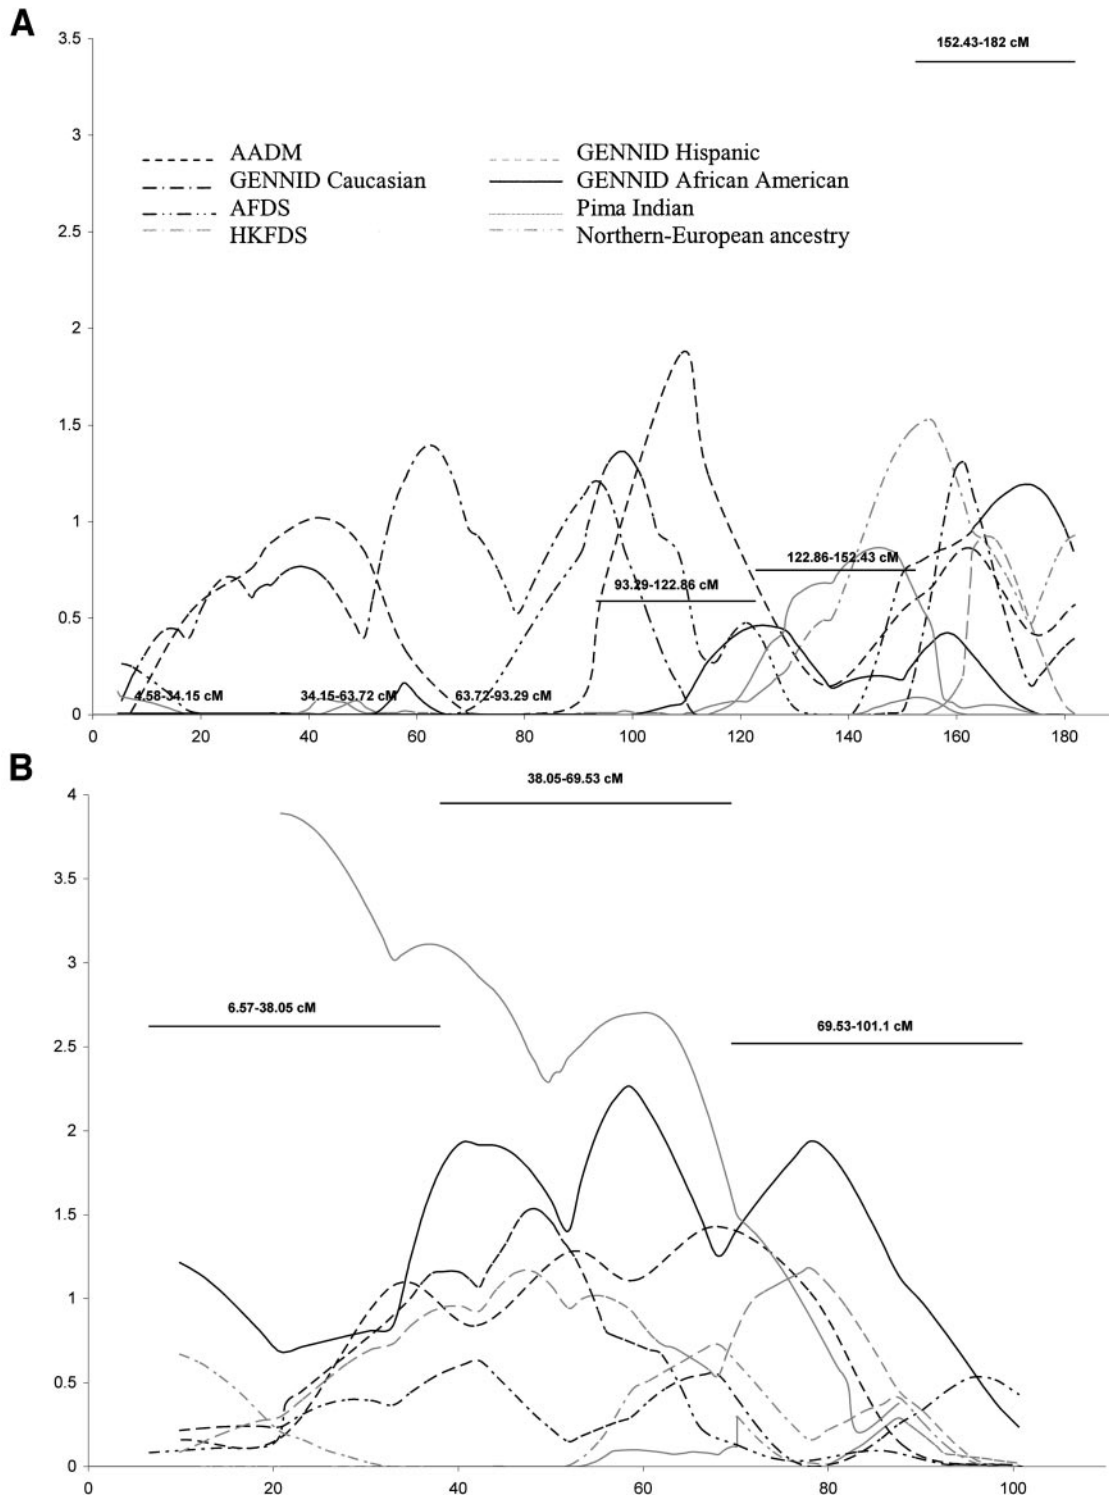 A
3.5
152.43-182 cM
3
AADM
GENNID Hispanic
GENNID Caucasian
GENNID African American
AFDS
Pima Indian
HKFDS
Northern-European ancestry
2.5
2
1.5
1
122.86-152.43 cM
93.29-122.86 cM
0.5
4.58-34.15 cM
34.15-63.72 cM
63.72-93.29 cM
0
0 20 40 60 80 100 120 140 160 180
B
38.05-69.53 cM
4
3.5
3
6.57-38.05 cM
69.53-101.1 cM
2.5
2
1.5
1
0.5
0
0 20 40 60 80 100